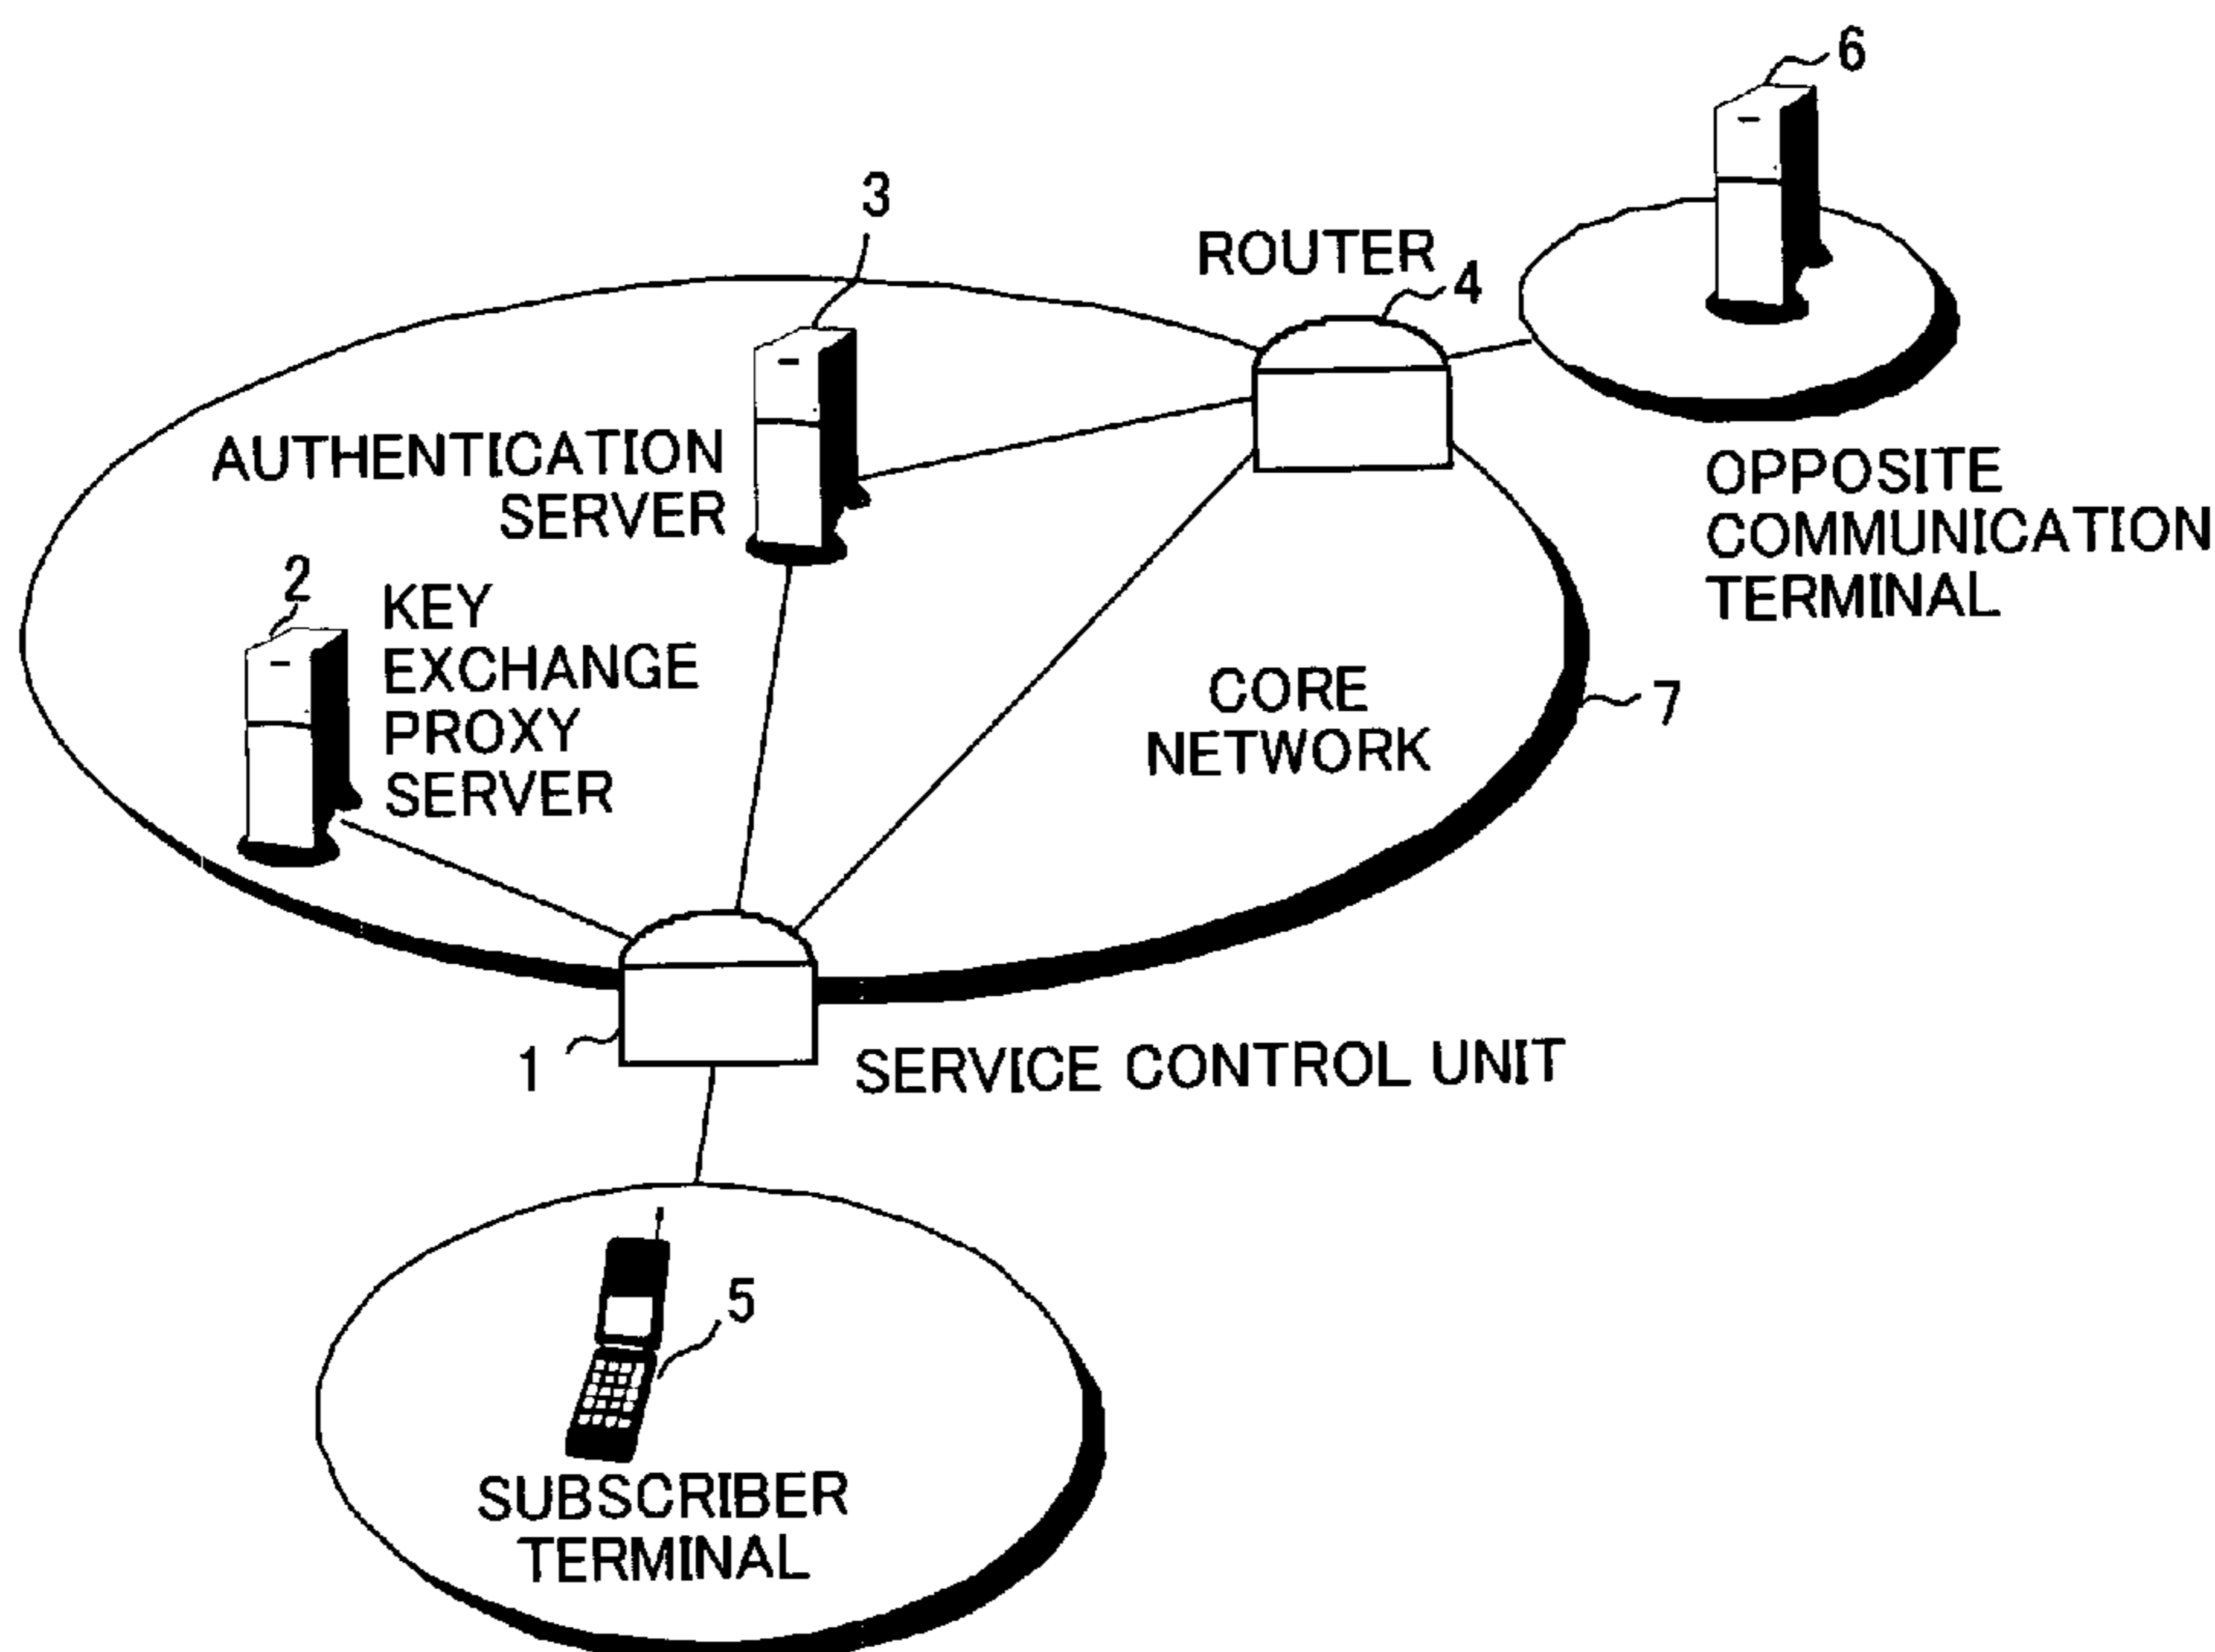 6
3
ROUTER
4
AUTHENTICATION
SERVER
OPPOSITE
COMMUNICATION
TERMINAL
2
KEY
EXCHANGE
PROXY
SERVER
CORE
NETWORK
7
1
SERVICE CONTROL UNIT
5
SUBSCRIBER
TERMINAL